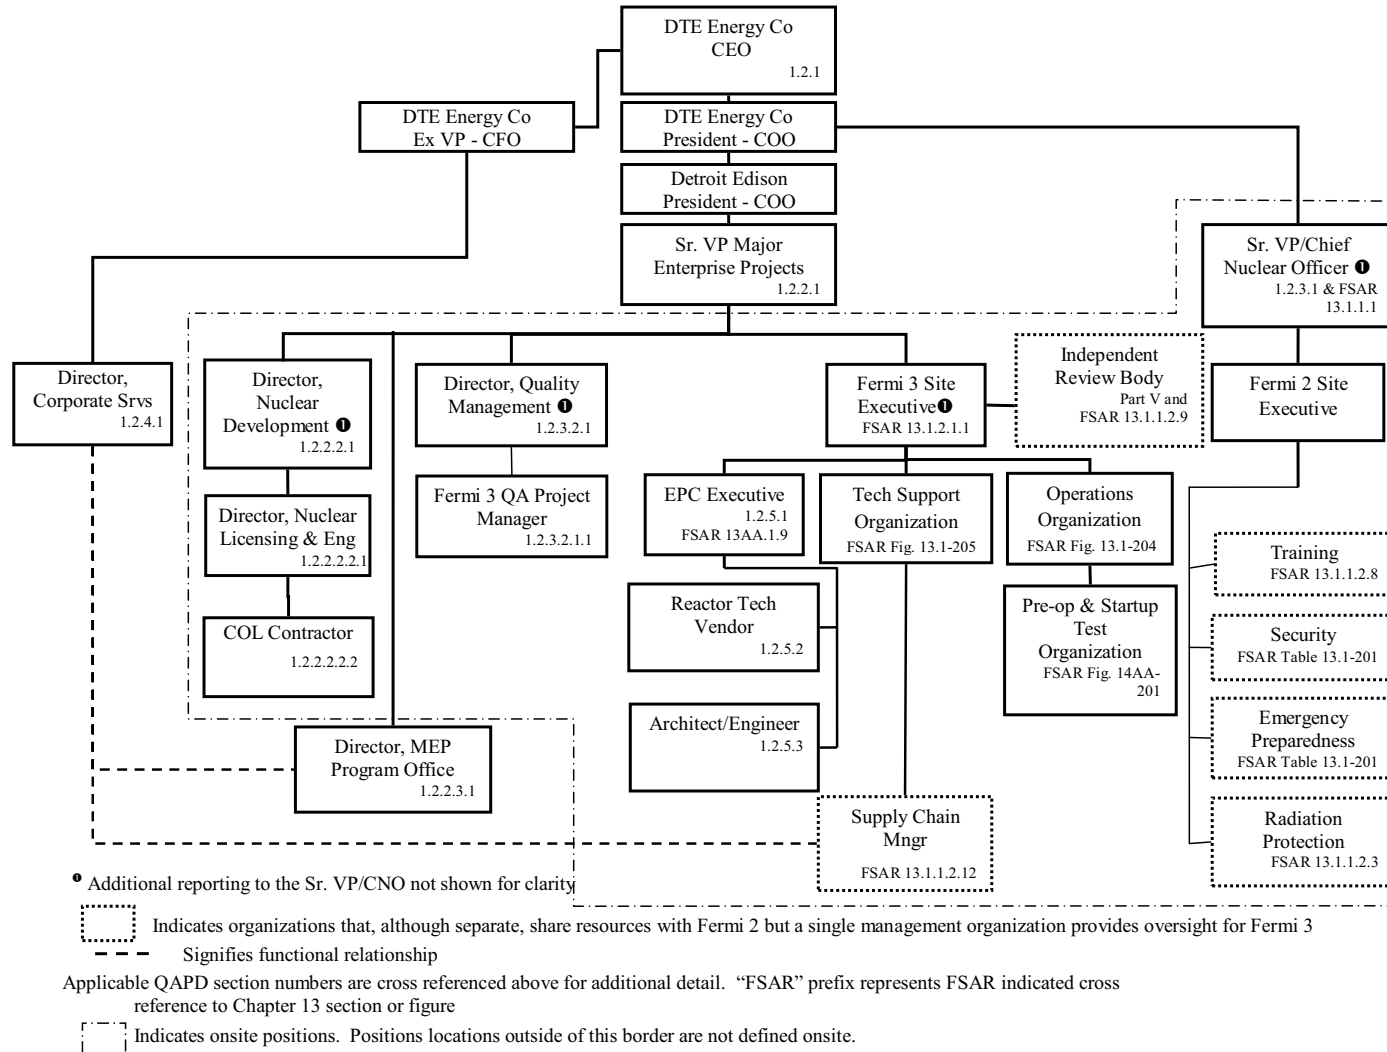 DTE Energy Co
CEO
1.2.1
DTE Energy Co
Ex VP - CFO
DTE Energy Co
President - COO
Detroit Edison
President - COO
Sr. VP Major
Enterprise Projects
1.2.2.1
Sr. VP/Chief
Nuclear Officer ❶
1.2.3.1 & FSAR
13.1.1.1
Director,
Corporate Srvs
1.2.4.1
Director,
Nuclear
Development ❶
1.2.2.2.1
Director, Quality
Management ❶
1.2.3.2.1
Fermi 3 Site
Executive❶
FSAR 13.1.2.1.1
Independent
Review Body
Part V and
FSAR 13.1.1.2.9
Fermi 2 Site
Executive
Director, Nuclear
Licensing & Eng
1.2.2.2.2.1
Fermi 3 QA Project
Manager
1.2.3.2.1.1
EPC Executive
1.2.5.1
FSAR 13AA.1.9
Tech Support
Organization
FSAR Fig. 13.1-205
Operations
Organization
FSAR Fig. 13.1-204
Training
FSAR 13.1.1.2.8
COL Contractor
1.2.2.2.2.2
Reactor Tech
Vendor
1.2.5.2
Pre-op & Startup
Test
Organization
FSAR Fig. 14AA-
201
Security
FSAR Table 13.1-201
Architect/Engineer
1.2.5.3
Emergency
Preparedness
FSAR Table 13.1-201
Director, MEP
Program Office
1.2.2.3.1
Supply Chain
Mngr
FSAR 13.1.1.2.12
Radiation
Protection
FSAR 13.1.1.2.3
❶ Additional reporting to the Sr. VP/CNO not shown for clarity
Indicates organizations that, although separate, share resources with Fermi 2 but a single management organization provides oversight for Fermi 3
Signifies functional relationship
Applicable QAPD section numbers are cross referenced above for additional detail. “FSAR” prefix represents FSAR indicated cross
reference to Chapter 13 section or figure
Indicates onsite positions. Positions locations outside of this border are not defined onsite.